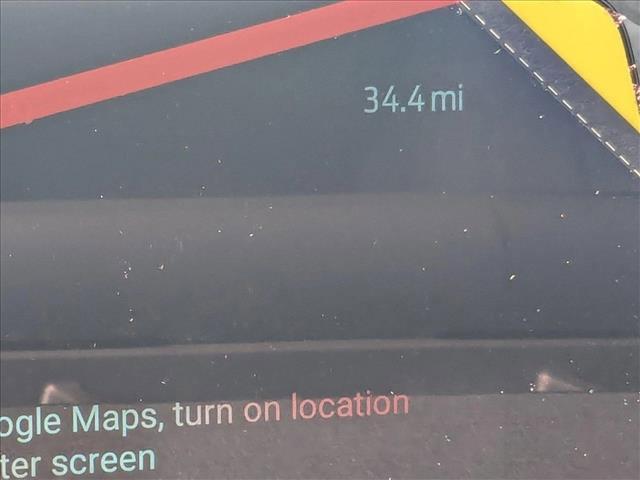 34.4 mi
ogle Maps, turn on location
ter screen